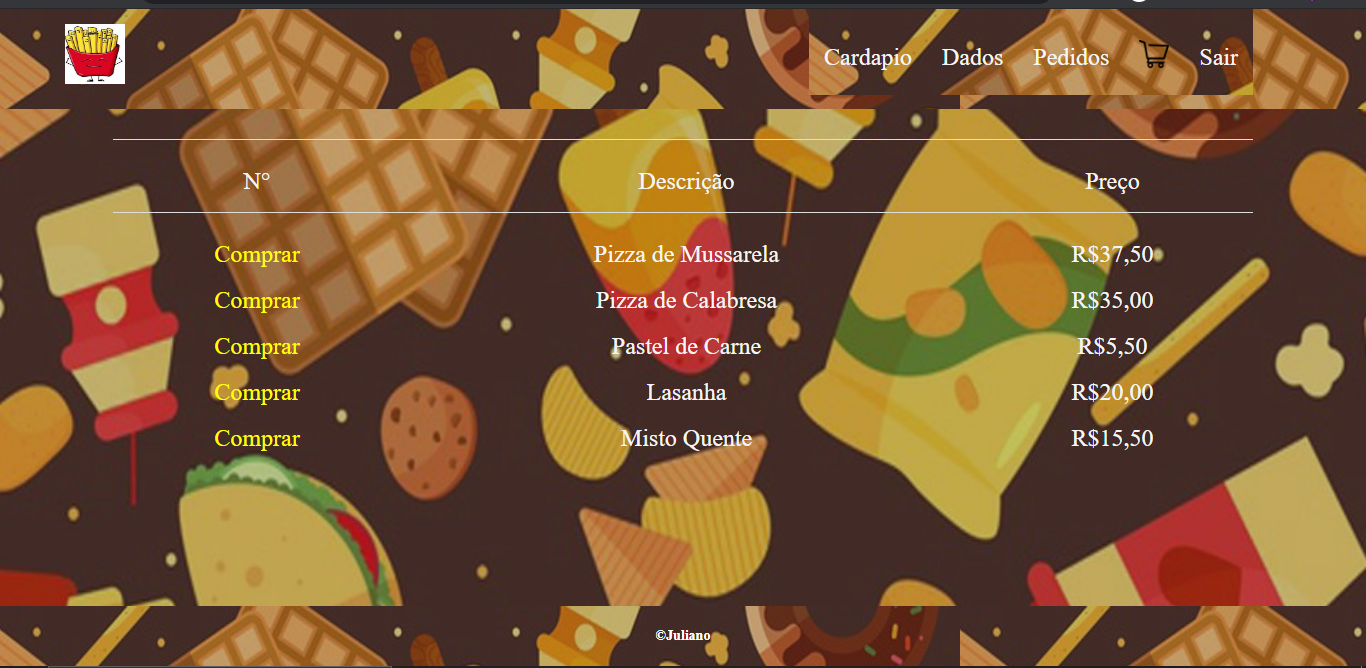 Cardapio Dados Pedidos Sair
Nº Descrição Preço
Comprar Pizza de Mussarela R$37,50
Comprar Pizza de Calabresa R$35,00
Comprar Pastel de Carne R$5,50
Comprar Lasanha R$20,00
Comprar Misto Quente R$15,50
©Juliano